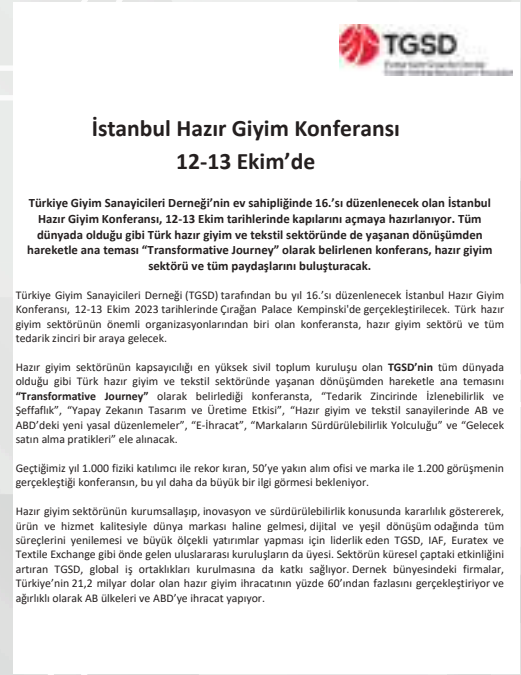 TGSD
İstanbul Hazır Giyim Konferansı
12-13 Ekim’de
Türkiye Giyim Sanayicileri Derneği’nin ev sahipliğinde 16.’sı düzenlenecek olan İstanbul
Hazır Giyim Konferansı, 12-13 Ekim tarihlerinde kapılarını açmaya hazırlanıyor. Tüm
dünyada olduğu gibi Türk hazır giyim ve tekstil sektöründe de yaşanan dönüşümden
hareketle ana teması “Transformative Journey” olarak belirlenen konferans, hazır giyim
sektörü ve tüm paydaşlarını buluşturacak.
Türkiye Giyim Sanayicileri Derneği (TGSD) tarafından bu yıl 16.’sı düzenlenecek İstanbul Hazır Giyim
Konferansı, 12-13 Ekim 2023 tarihlerinde Çırağan Palace Kempinski’de gerçekleştirilecek. Türk hazır
giyim sektörünün önemli organizasyonlarından biri olan konferansta, hazır giyim sektörü ve tüm
tedarik zinciri bir araya gelecek.
Hazır giyim sektörünün kapsayıcılığı en yüksek sivil toplum kuruluşu olan TGSD’nin tüm dünyada
olduğu gibi Türk hazır giyim ve tekstil sektöründe yaşanan dönüşümden hareketle ana temasını
“Transformative Journey” olarak belirlediği konferansta, “Tedarik Zincirinde İzlenebilirlik ve
Şeffaflık”, “Yapay Zekanın Tasarım ve Üretime Etkisi”, “Hazır giyim ve tekstil sanayilerinde AB ve
ABD’deki yeni yasal düzenlemeler”, “E-İhracat”, “Markaların Sürdürülebilirlik Yolculuğu” ve “Gelecek
satın alma pratikleri” ele alınacak.
Geçtiğimiz yıl 1.000 fiziki katılımcı ile rekor kıran, 50’ye yakın alım ofisi ve marka ile 1.200 görüşmenin
gerçekleştiği konferansın, bu yıl daha da büyük bir ilgi görmesi bekleniyor.
Hazır giyim sektörünün kurumsallaşıp, inovasyon ve sürdürülebilirlik konusunda kararlılık göstererek,
ürün ve hizmet kalitesiyle dünya markası haline gelmesi, dijital ve yeşil dönüşüm odağında tüm
süreçlerini yenilemesi ve büyük ölçekli yatırımlar yapması için liderlik eden TGSD, IAF, Euratex ve
Textile Exchange gibi önde gelen uluslararası kuruluşların da üyesi. Sektörün küresel çaptaki etkinliğini
artıran TGSD, global iş ortaklıkları kurulmasına da katkı sağlıyor. Dernek bünyesindeki firmalar,
Türkiye’nin 21,2 milyar dolar olan hazır giyim ihracatının yüzde 60’ından fazlasını gerçekleştiriyor ve
ağırlıklı olarak AB ülkeleri ve ABD’ye ihracat yapıyor.